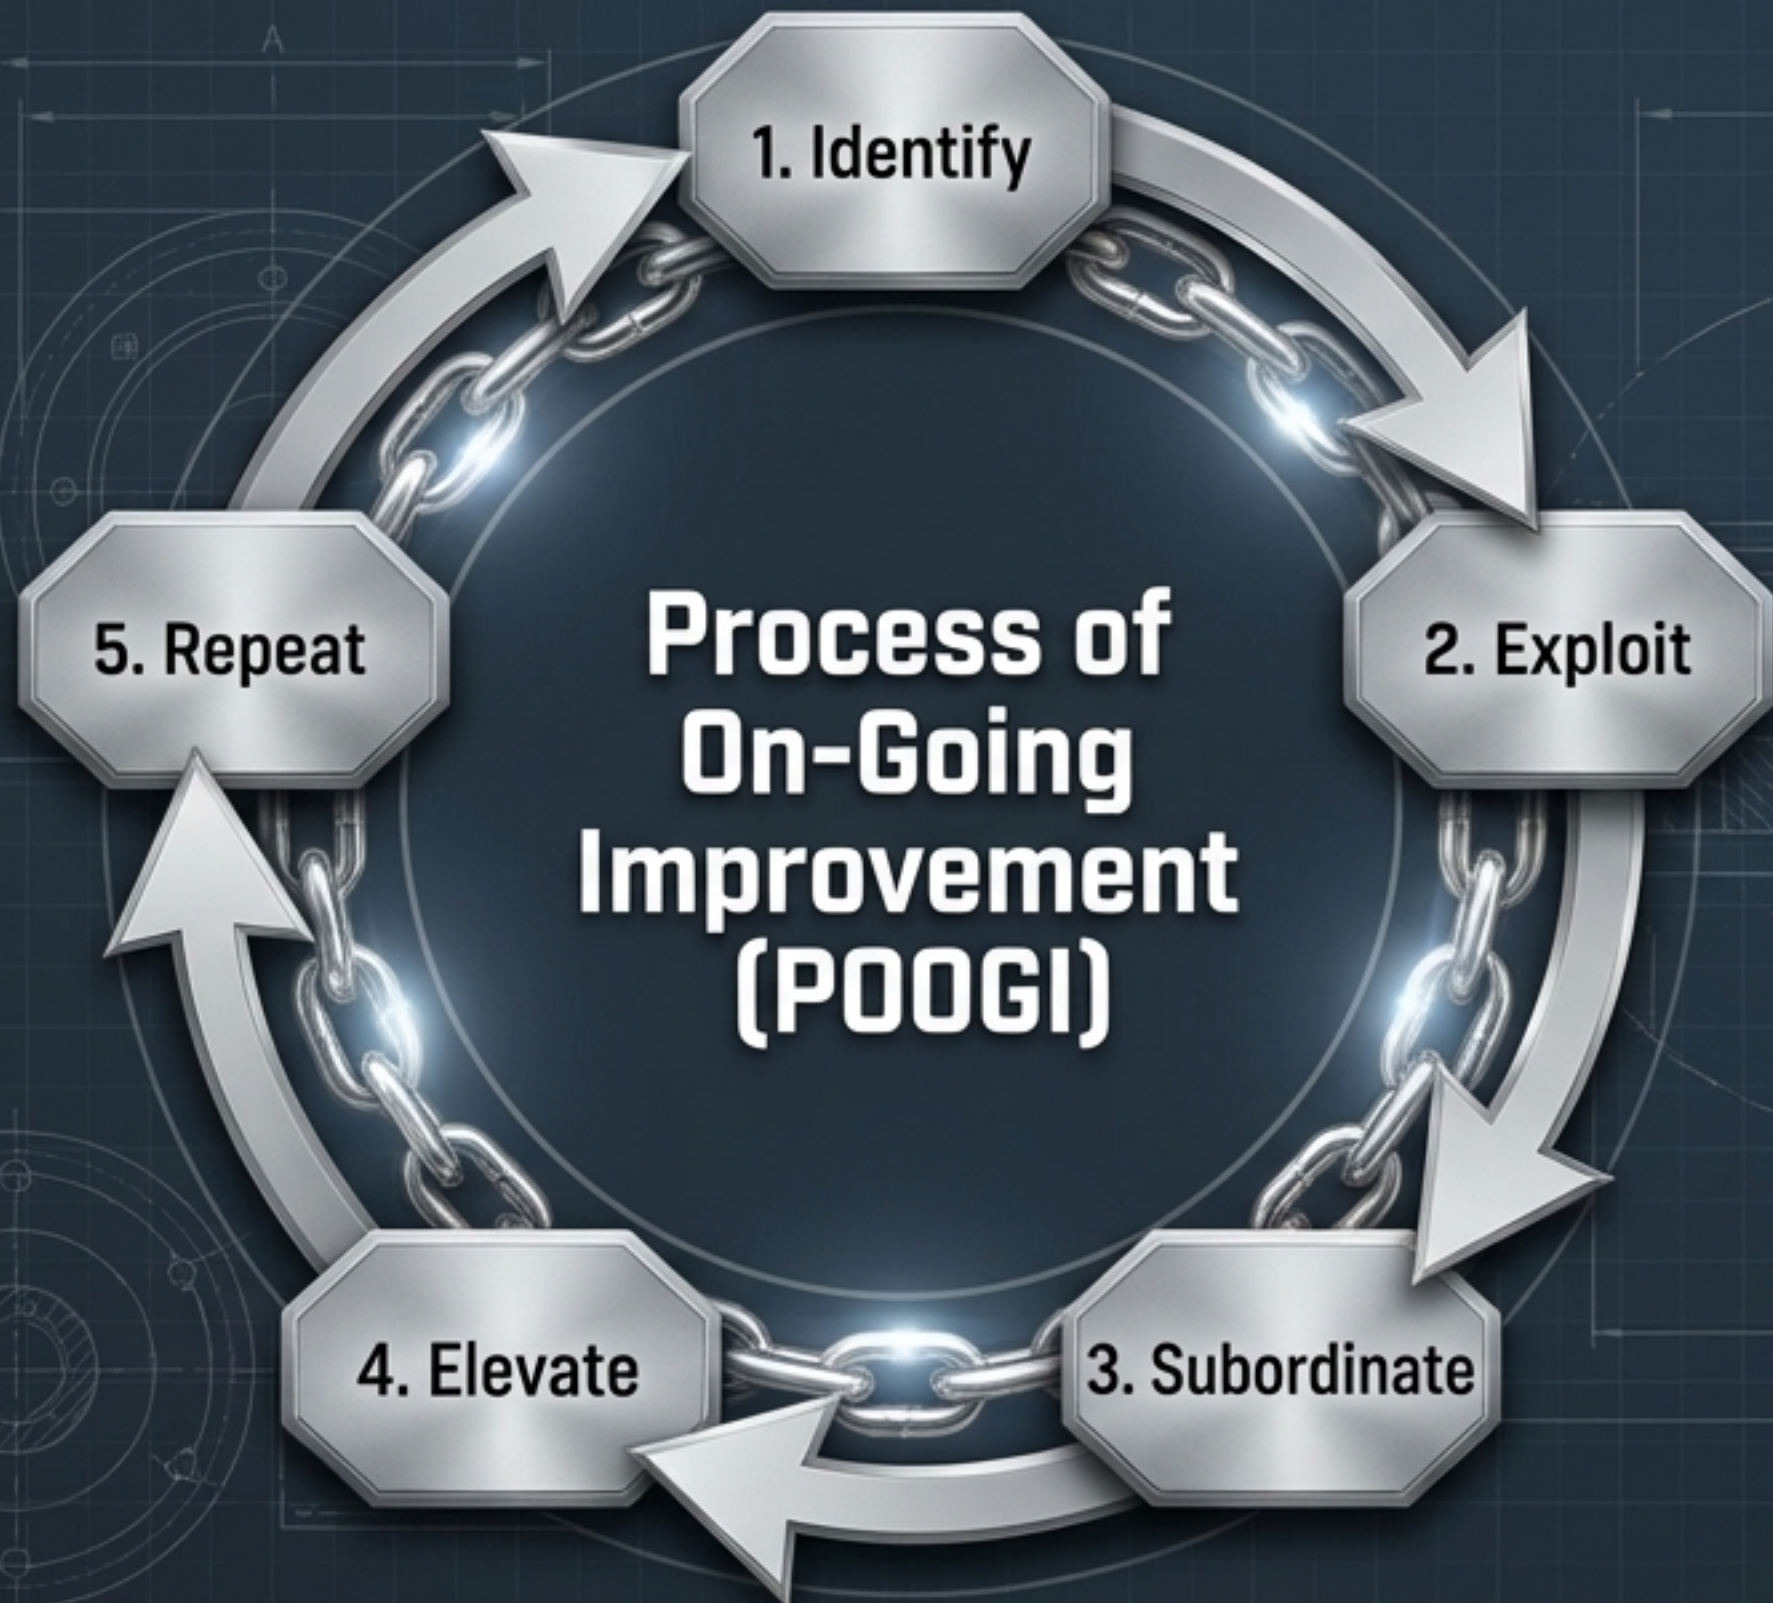 A
1. Identify
5. Repeat
2. Exploit
Process of
On-Going
Improvement
(POOGI)
4. Elevate
3. Subordinate